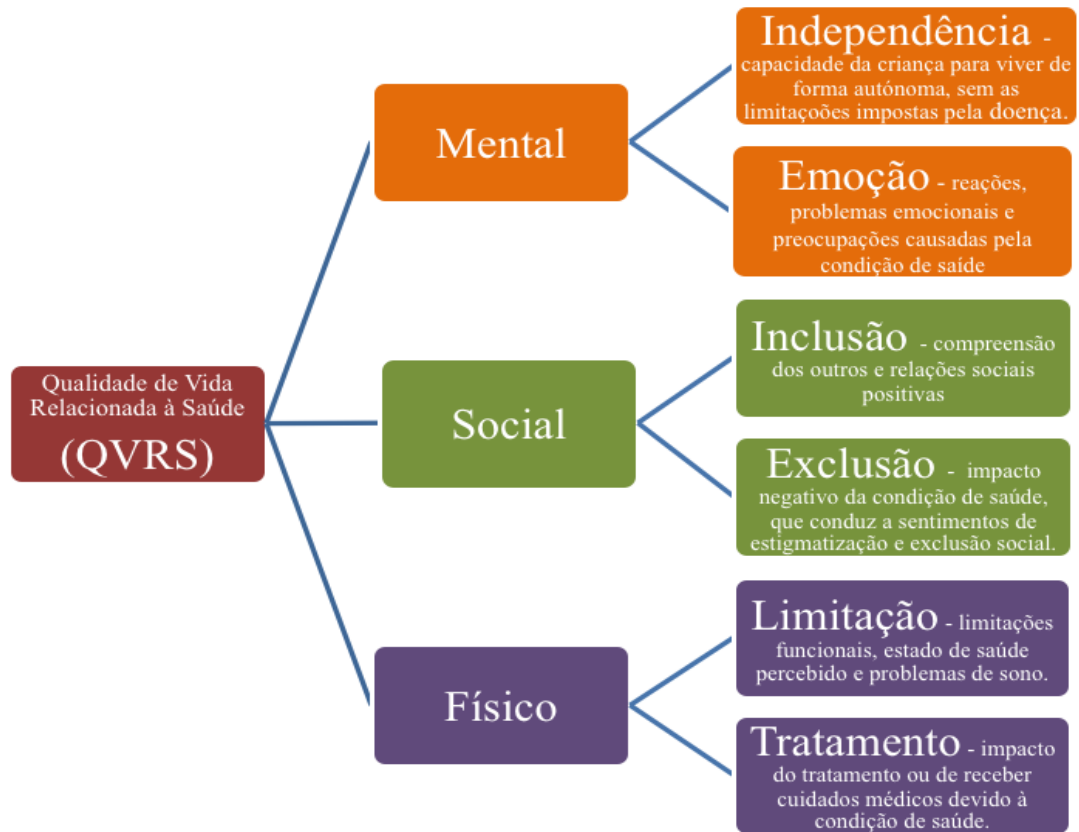 Independência -
capacidade da criança para viver de
forma autónoma, sem as
limitações impostas pela doença.
Mental
Emoção - reações,
problemas emocionais e
preocupações causadas pela
condição de saíde
Qualidade de Vida
Relacionada à Saúde
(QVRS)
Social
Inclusão - compreensão
dos outros e relações sociais
positivas
Exclusão - impacto
negativo da condição de saúde,
que conduz a sentimentos de
estigmatização e exclusão social.
Físico
Limitação - limitações
funcionais, estado de saúde
percebido e problemas de sono.
Tratamento - impacto
do tratamento ou de receber
cuidados médicos devido à
condição de saúde.